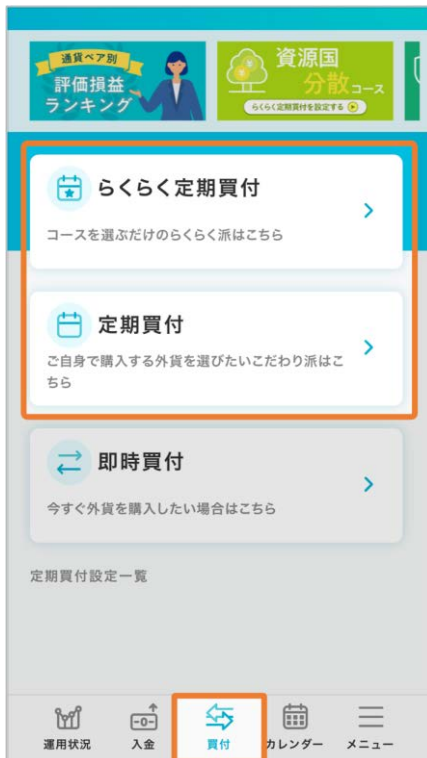 通貨ペア別
評価損益
ランキング
資源国
分散コース
らくらく定期買付を設定する
らくらく定期買付
コースを選ぶだけのらくらく派はこちら
定期買付
ご自身で購入する外貨を選びたいこだわり派はこ
ちら
即時買付
今すぐ外貨を購入したい場合はこちら
定期買付設定一覧
運用状況 入金 買付 カレンダー メニュー